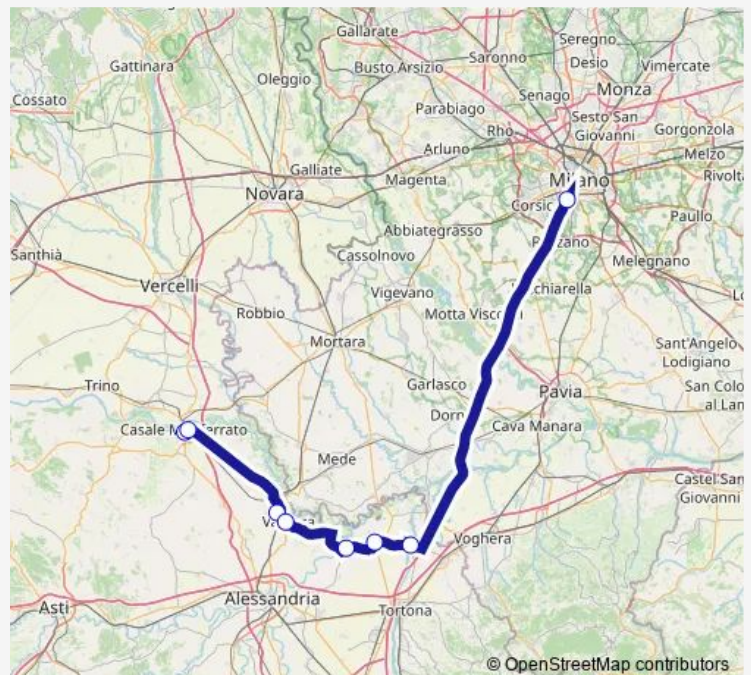 Gallarate
Seregno
Gattinara
Saronno
Desio
Vimercate
Busto Arsizio
Oleggio
Monza
Senago
Cossato
Parabiago
Sesto San
Giovanni
Rho
Gorgonzola
Arluno
Melzo
Galliate
Magenta
Novara
Milano
Rivolt
Corsic
Paullo
Abbiategrasso
Santhià
Cassolnovo
Melegnano
Vercelli
Vigevano
Robbio
Motta Visco
Mortara
Sant'Angelo
Lodigiano
Trino
Garlasco
Pavia
San Colo
al Lam
Dorn
Cava Manara
Casale M
ferrato
Mede
Castel San
Giovanni
Voghera
Alessandria
Asti
Tortona
© OpenStreetMap contributors